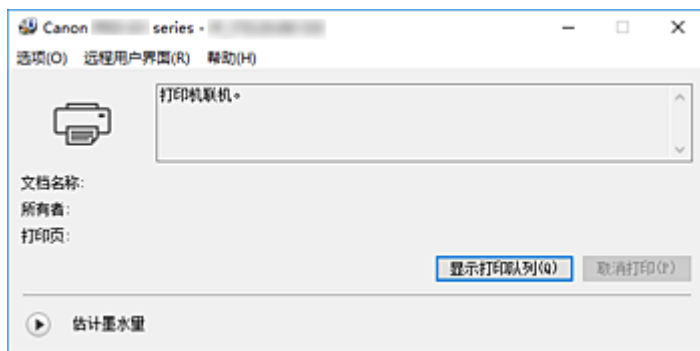 Canon series -
选项(O) 远程用户界面(R) 帮助(H)
打印机联机。
文档名称:
所有者:
打印页:
显示打印队列(Q) 取消打印(P)
估计墨水量